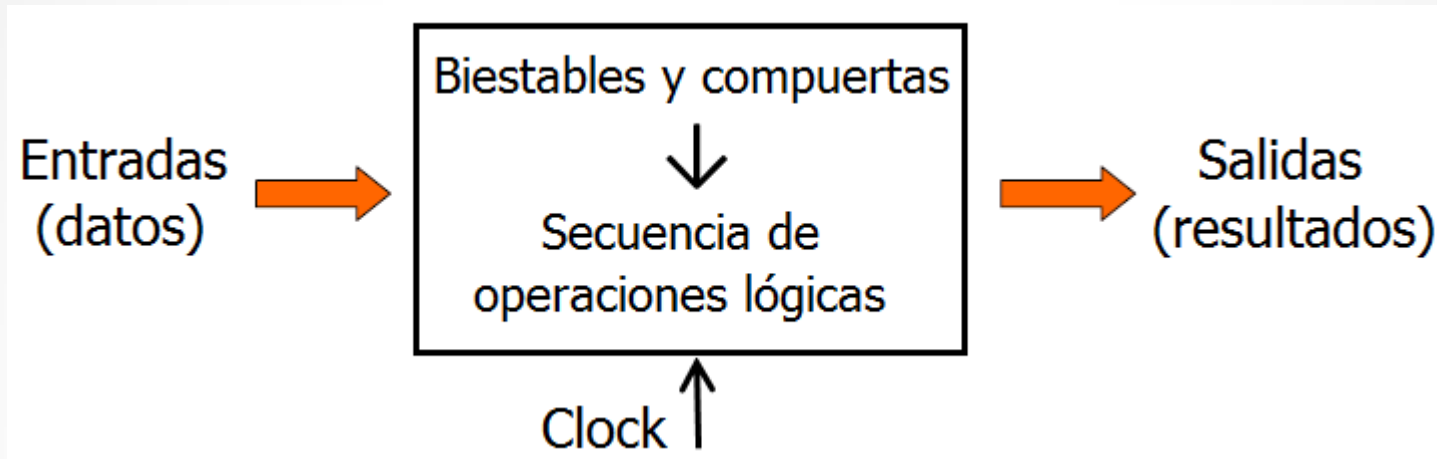 Entradas
(datos)
Biestables y compuertas
Secuencia de
operaciones lógicas
Clock
Salidas
(resultados)